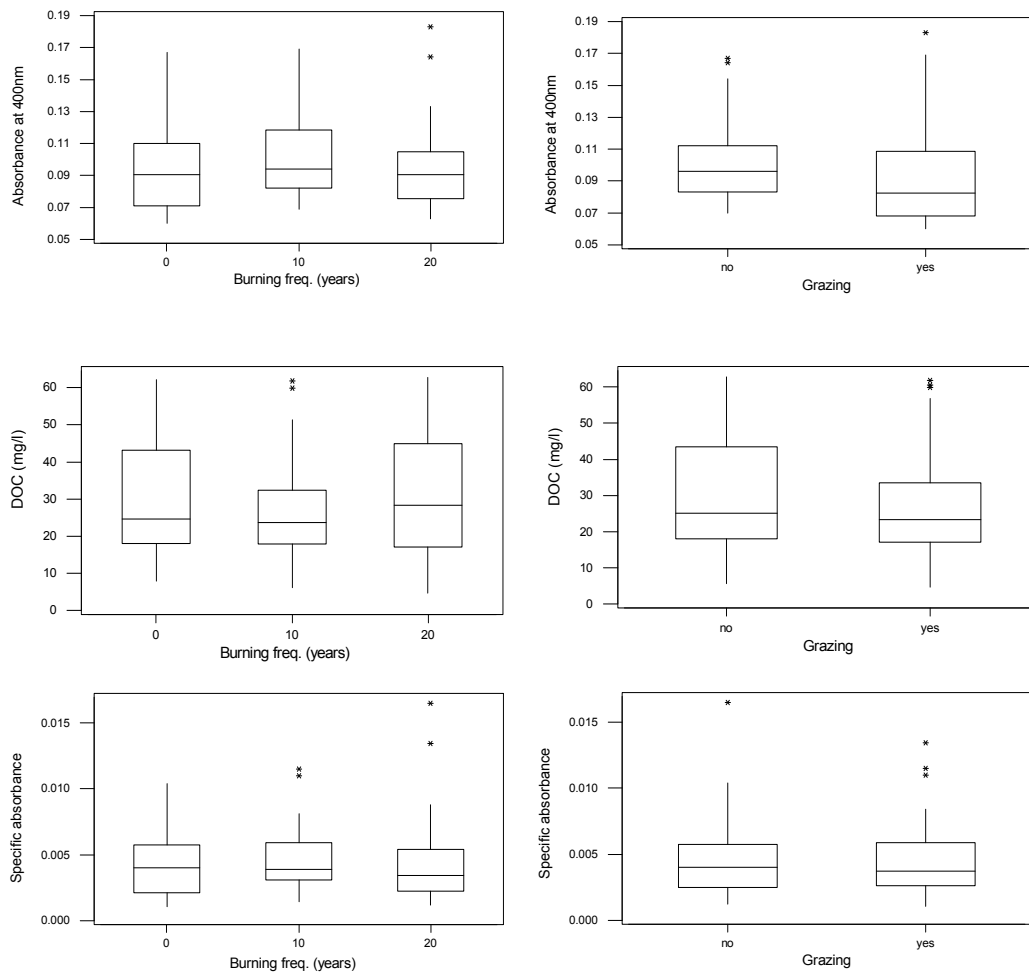 Absorbance at 400nm
0.19
0.17
0.15
0.13
0.11
0.09
0.07
0.05
0 10 20
Burning freq. (years)
Absorbance at 400nm
0.19
0.17
0.15
0.13
0.11
0.09
0.07
0.05
no yes
Grazing
DOC (mg/l)
60
50
40
30
20
10
0
0 10 20
Burning freq. (years)
DOC (mg/l)
60
50
40
30
20
10
0
no yes
Grazing
Specific absorbance
0.015
0.010
0.005
0.000
0 10 20
Burning freq. (years)
Specific absorbance
0.015
0.010
0.005
0.000
no yes
Grazing